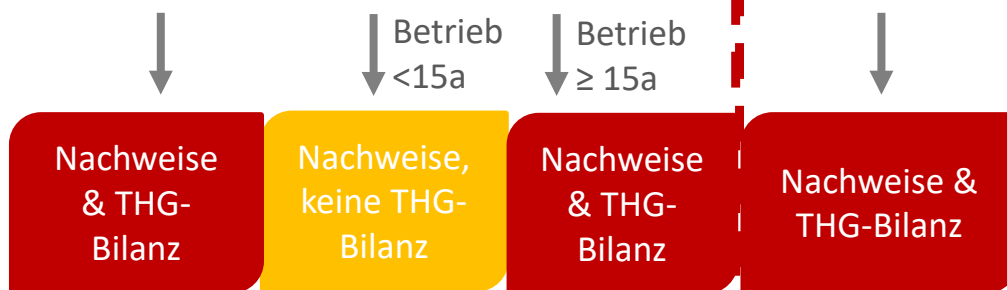 Betrieb
<15a
Betrieb
≥ 15a
Nachweise
& THG-
Bilanz
Nachweise,
keine THG-
Bilanz
Nachweise
& THG-
Bilanz
Nachweise &
THG-Bilanz